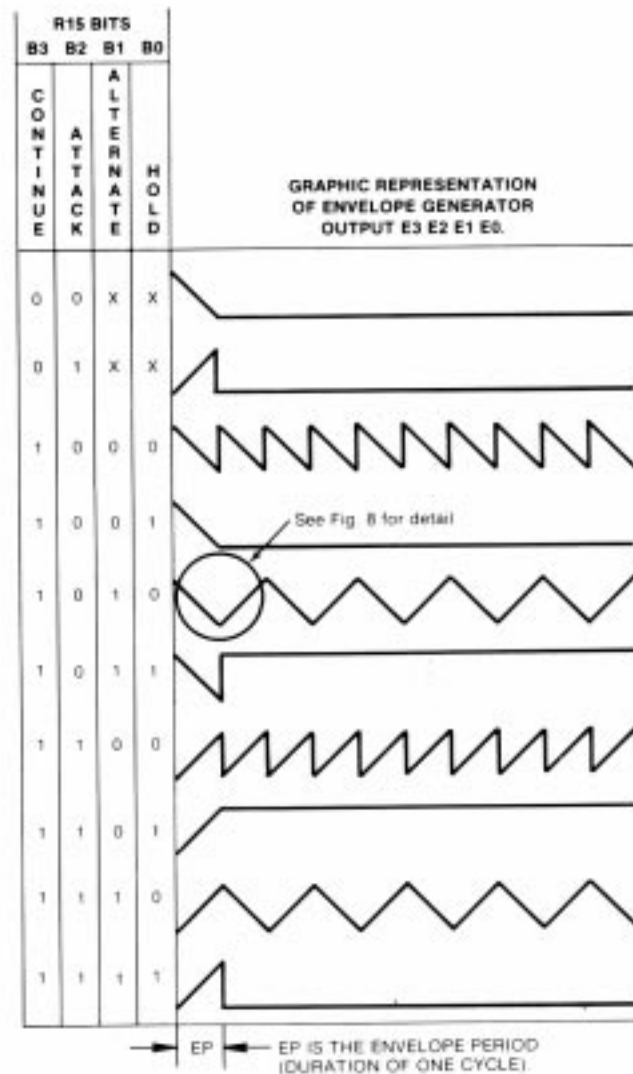 R15 BITS
B3 B2 B1 B0
CONTINUE
ATTACK
ALTERNATE
HOLD
GRAPHIC REPRESENTATION
OF ENVELOPE GENERATOR
OUTPUT E3 E2 E1 E0.
0 0 X X
0 1 X X
1 0 0 0
1 0 0 1
See Fig. 8 for detail
1 0 1 0
1 0 1 1
1 1 0 0
1 1 0 1
1 1 1 0
1 1 1 1
EP
EP IS THE ENVELOPE PERIOD
(DURATION OF ONE CYCLE)